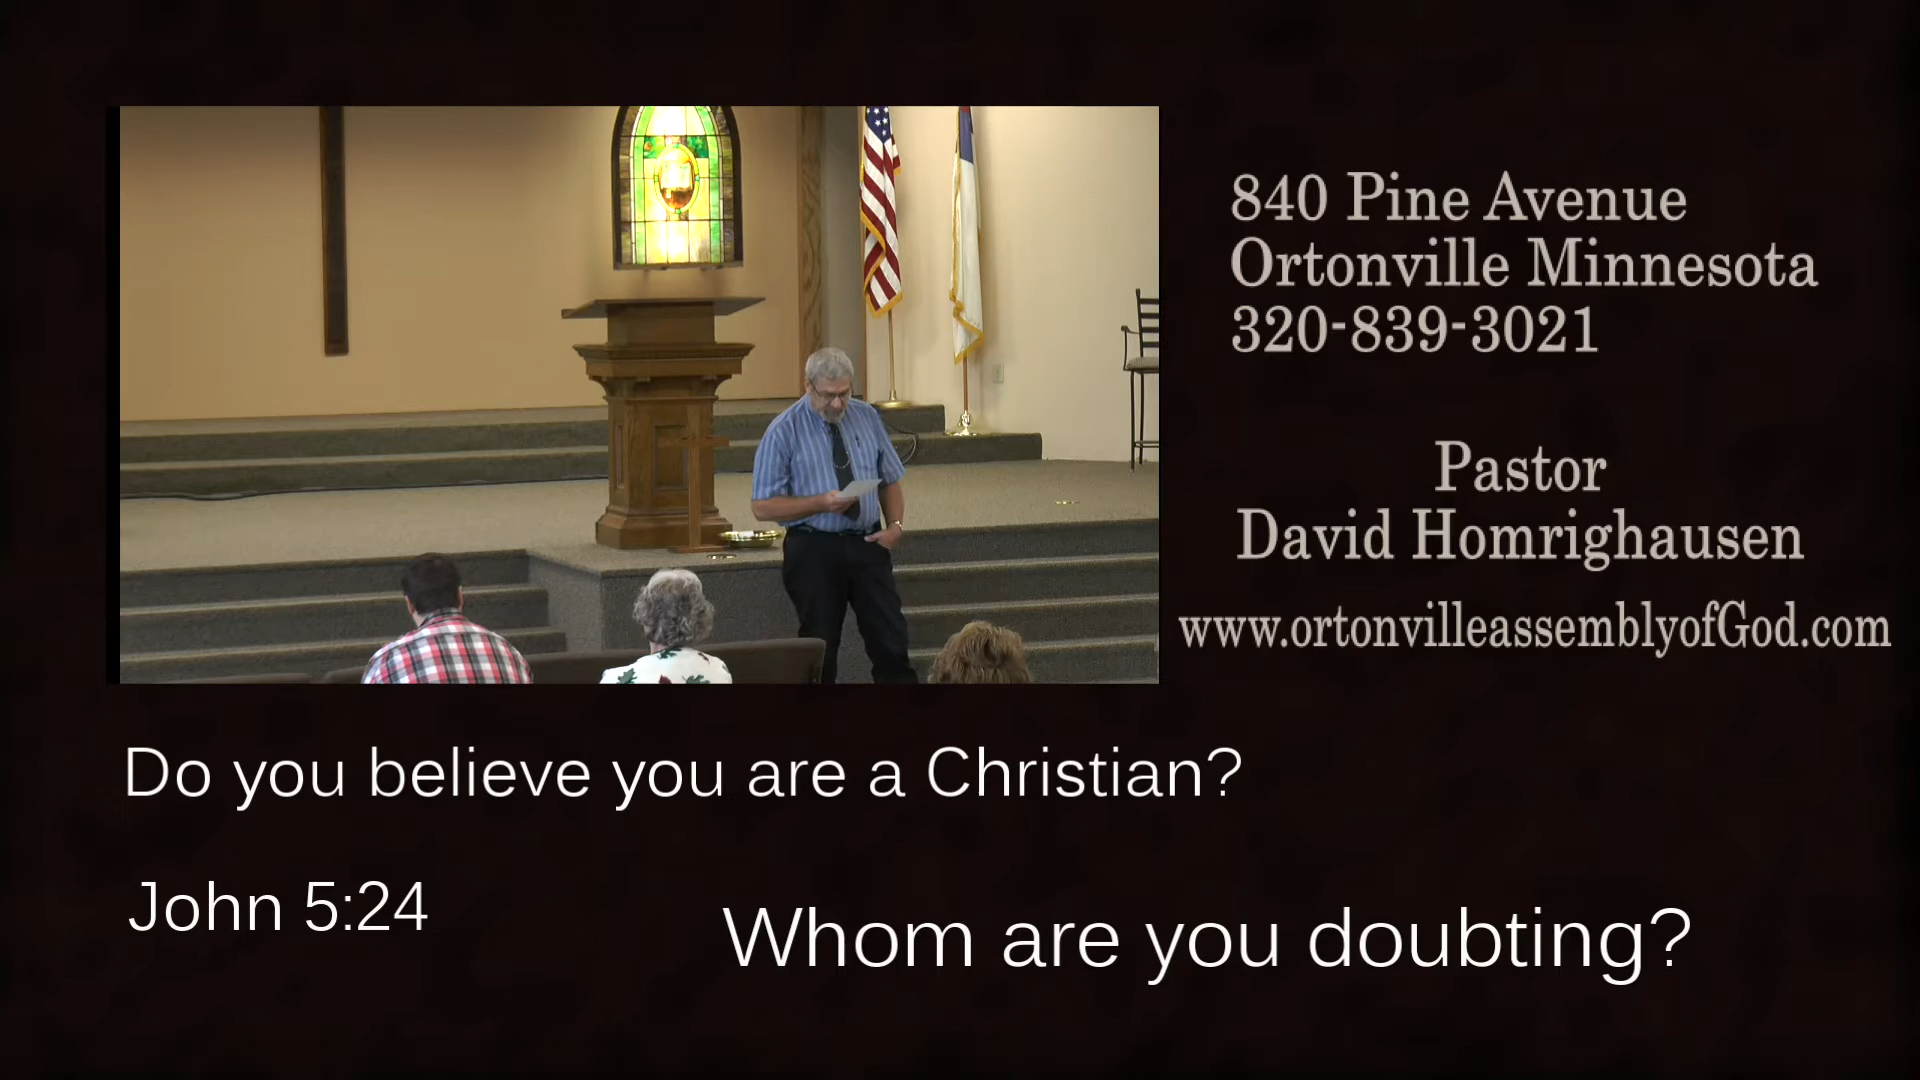 840 Pine Avenue
Ortonville Minnesota
320-839-3021
Pastor
David Homrighausen
www.ortonvilleassemblyofGod.com
Do you believe you are a Christian?
John 5:24
Whom are you doubting?